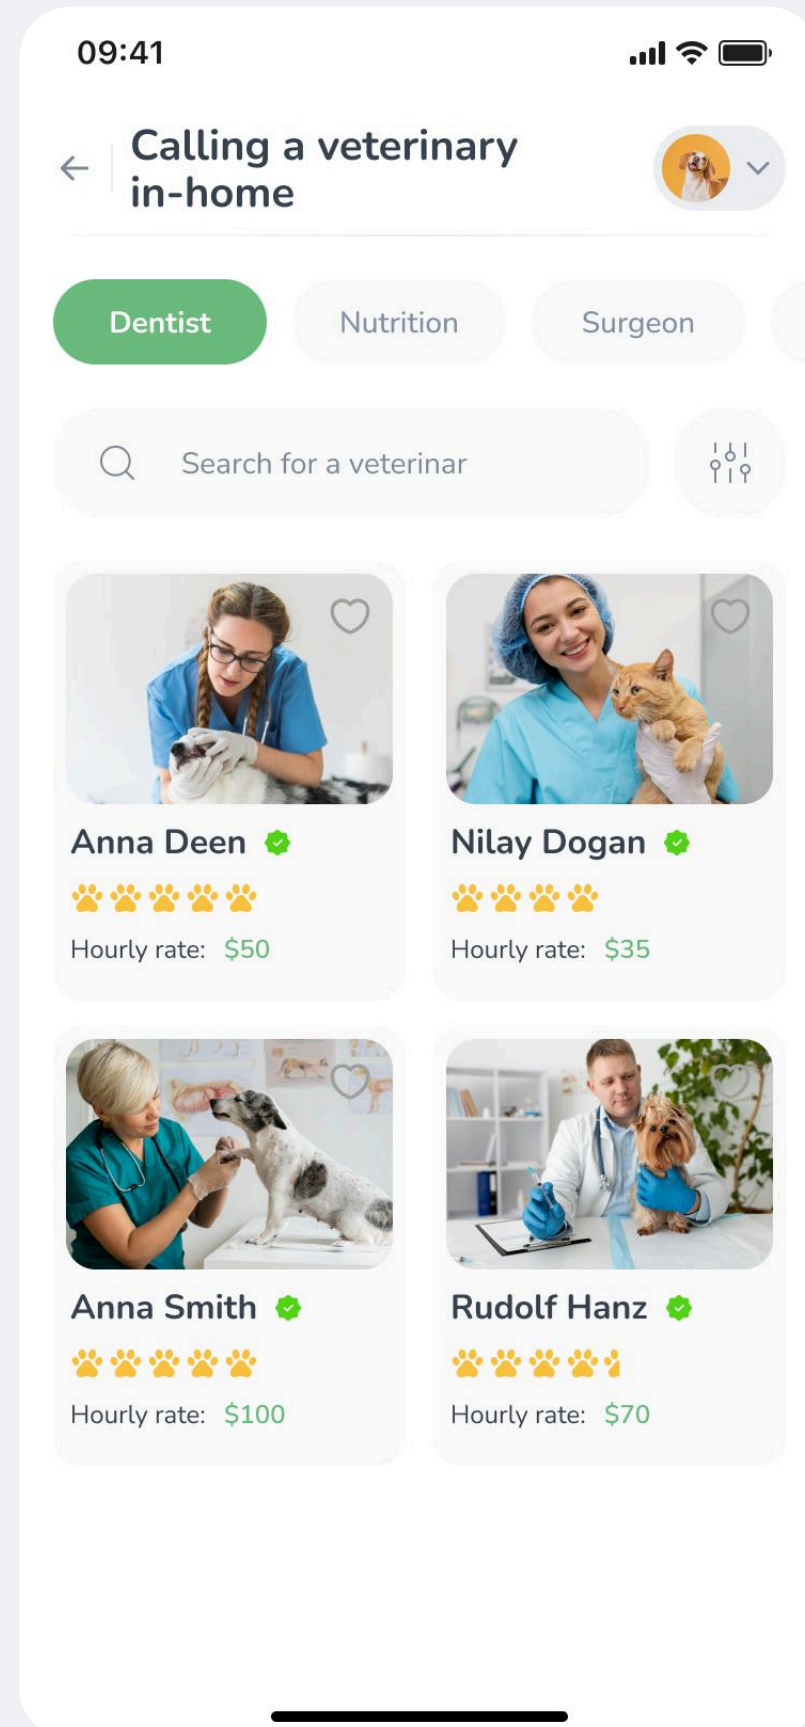 09:41
Calling a veterinary
in-home
Dentist Nutrition Surgeon
Search for a veterinar
Anna Deen
Hourly rate: $50
Nilay Dogan
Hourly rate: $35
Anna Smith
Hourly rate: $100
Rudolf Hanz
Hourly rate: $70